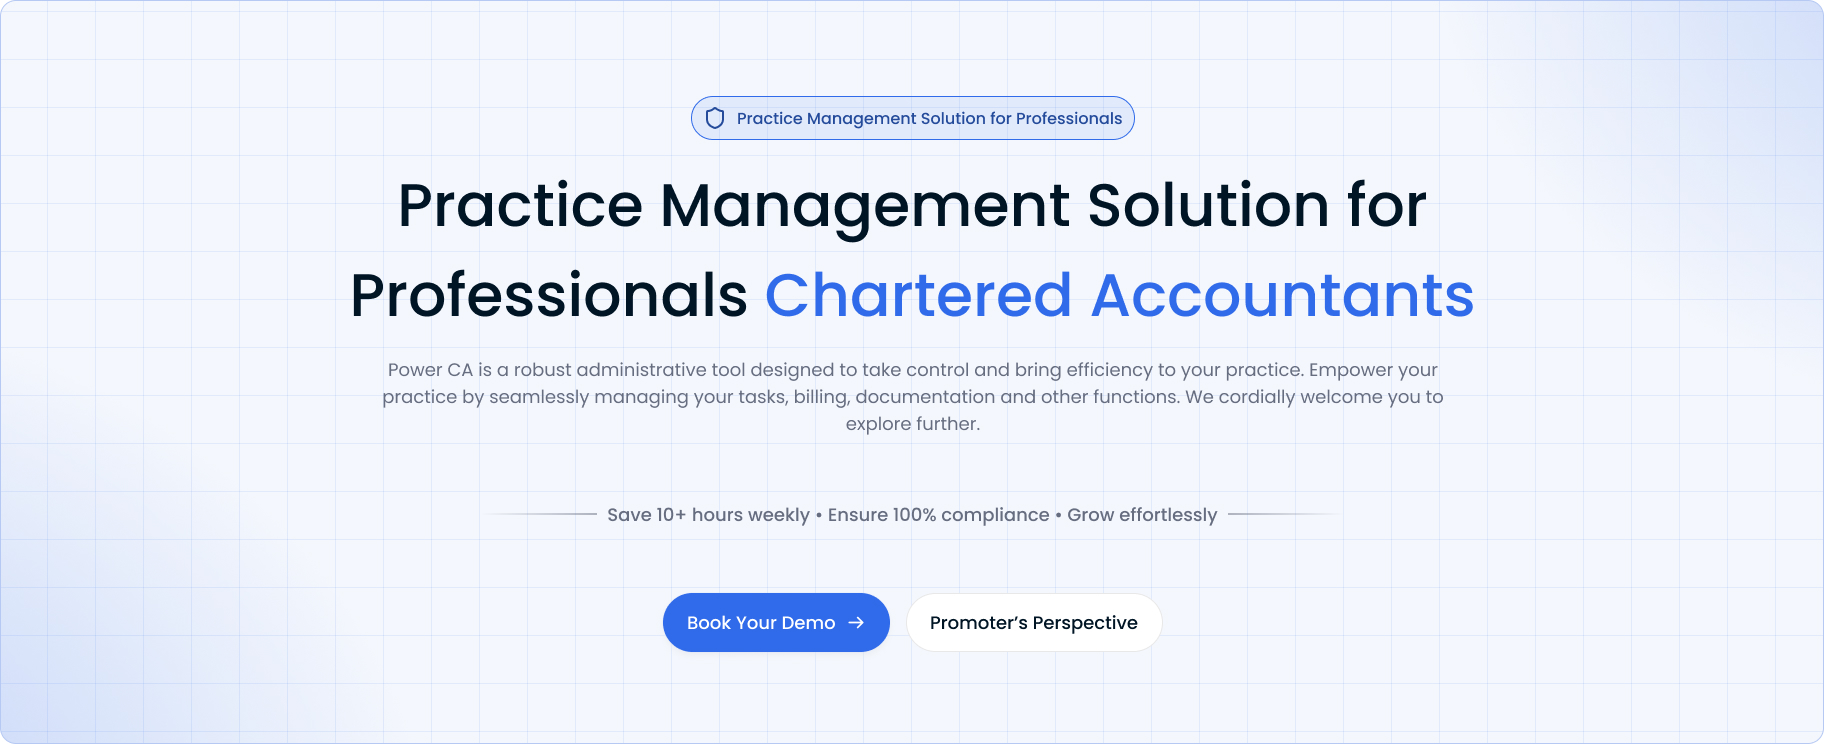 Practice Management Solution for Professionals
Practice Management Solution for
Professionals Chartered Accountants
Power CA is a robust administrative tool designed to take control and bring efficiency to your practice. Empower your
practice by seamlessly managing your tasks, billing, documentation and other functions. We cordially welcome you to
explore further.
Save 10+ hours weekly • Ensure 100% compliance • Grow effortlessly
Book Your Demo →
Promoter’s Perspective